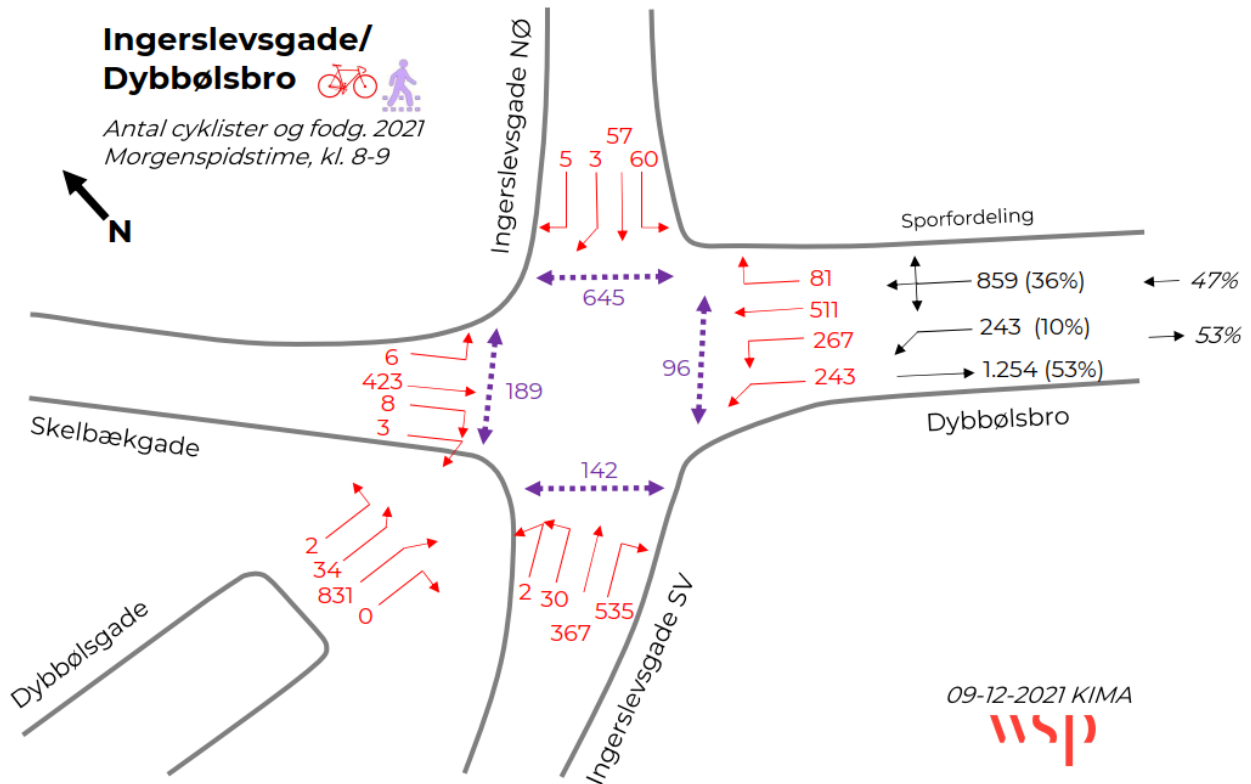 Ingerslevsgade/
Dybbølsbro
Antal cyklister og fodg. 2021
Morgenspidstime, kl. 8-9
N
Ingerslevsgade NØ
57
5 3 60
645
Sporfordeling
81
859 (36%)
47%
511
267
243 (10%)
53%
243
1.254 (53%)
Dybbølsbro
96
6
423
8
3
189
Skelbækgade
142
2
34
831
0
2
30
367
535
Dybbølsgade
Ingerslevsgade SV
09-12-2021 KIMA
wsp